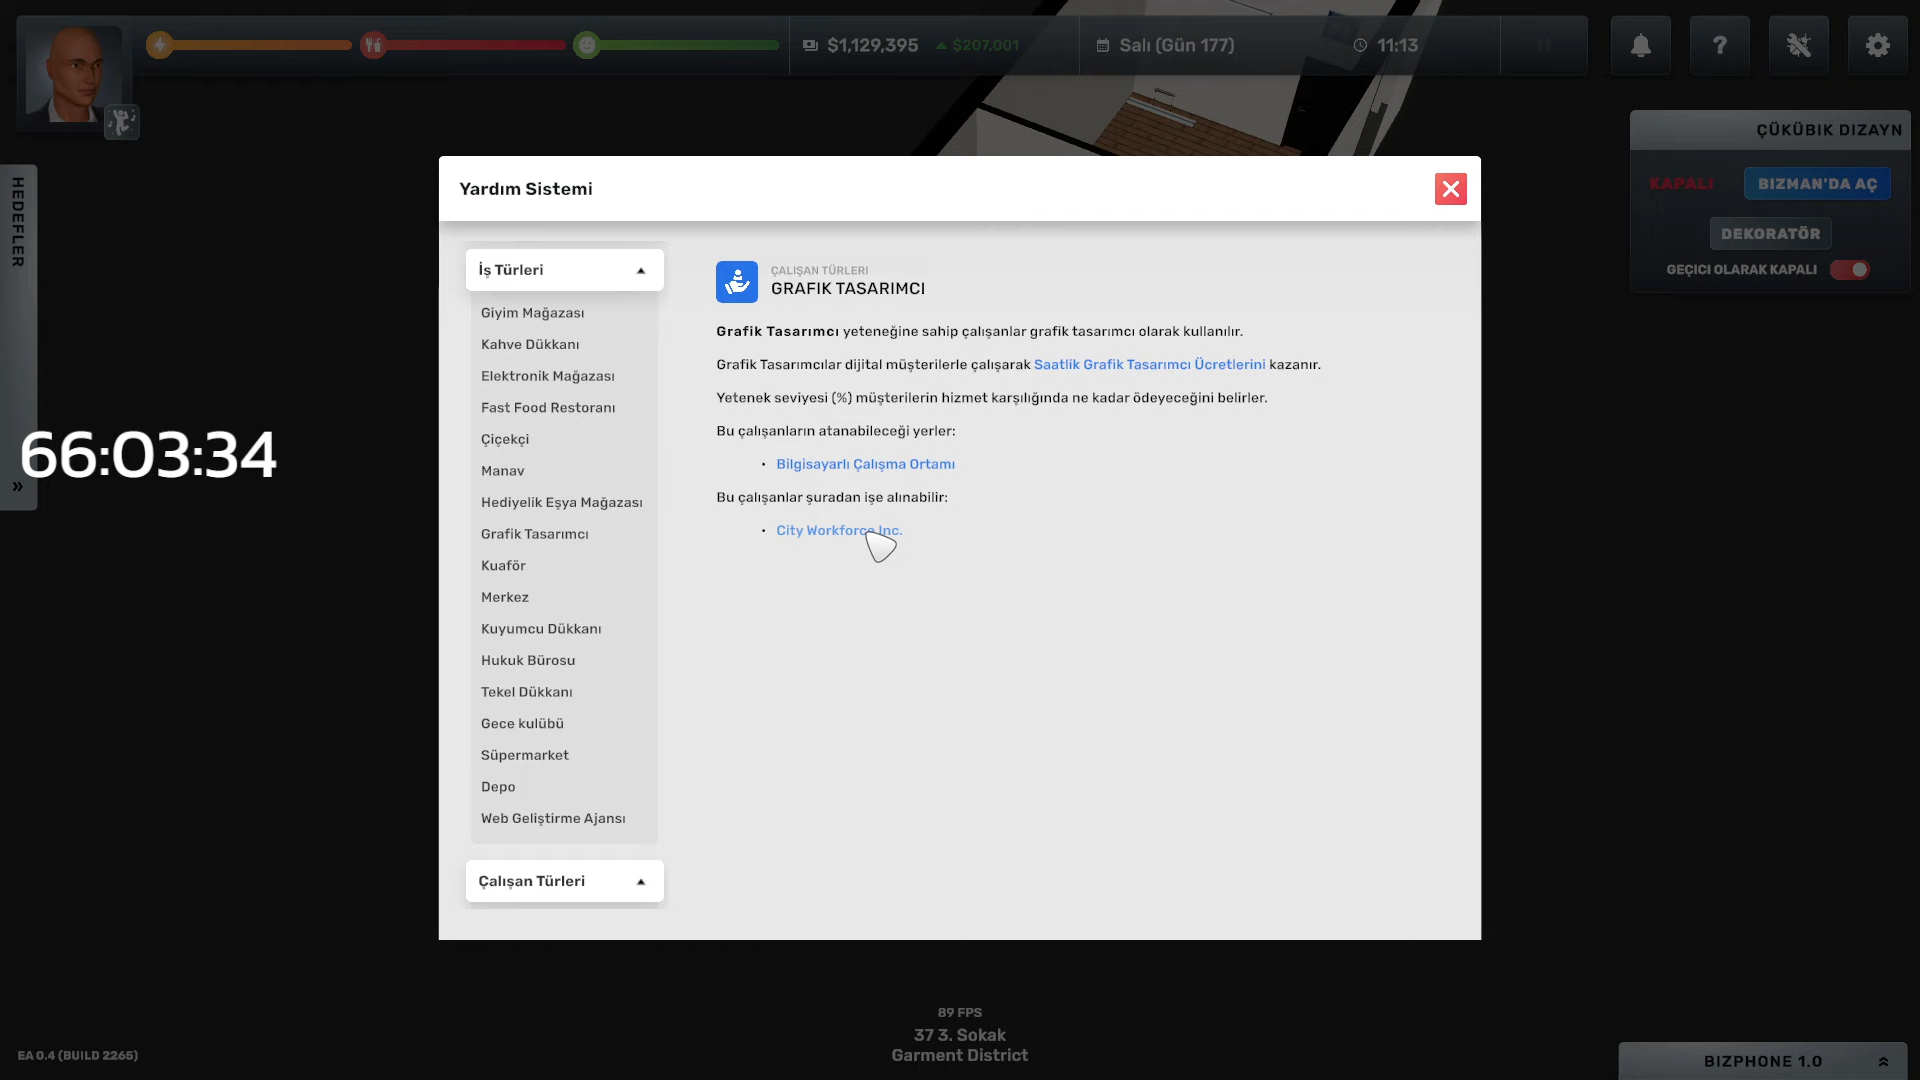 $1,129,395
$207,001
Salı (Gün 177)
11:13
?
ÇÜKÜBIK DIZAYN
KAPALI
BIZMAN'DA AÇ
DEKORATÖR
GEÇICI OLARAK KAPALI
HEDEFLER
»
66:03:34
Yardım Sistemi
İş Türleri
Giyim Mağazası
Kahve Dükkanı
Elektronik Mağazası
Fast Food Restoranı
Çiçekçi
Manav
Hediyelik Eşya Mağazası
Grafik Tasarımcı
Kuaför
Merkez
Kuyumcu Dükkanı
Hukuk Bürosu
Tekel Dükkanı
Gece kulübü
Süpermarket
Depo
Web Geliştirme Ajansı
Çalışan Türleri
ÇALIŞAN TÜRLERI
GRAFIK TASARIMCI
Grafik Tasarımcı yeteneğine sahip çalışanlar grafik tasarımcı olarak kullanılır.
Grafik Tasarımcılar dijital müşterilerle çalışarak Saatlik Grafik Tasarımcı Ücretlerini kazanır.
Yetenek seviyesi (%) müşterilerin hizmet karşılığında ne kadar ödeyeceğini belirler.
Bu çalışanların atanabileceği yerler:
• Bilgisayarlı Çalışma Ortamı
Bu çalışanlar şuradan işe alınabilir:
• City Workforce Inc.
89 FPS
37 3. Sokak
Garment District
EA 0.4 (BUILD 2265)
BIZPHONE 1.0